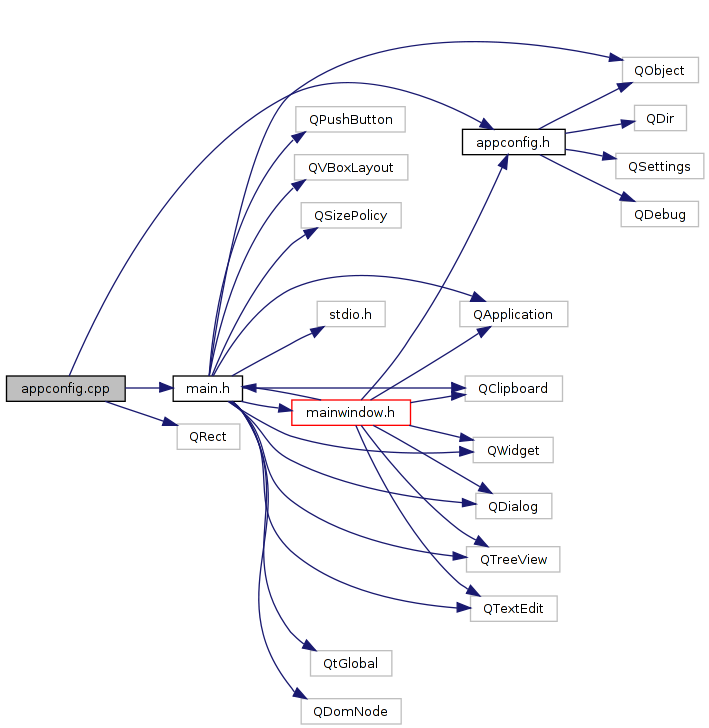 QObject
QPushButton
QDir
appconfig.h
QVBoxLayout
QSettings
QSizePolicy
QDebug
stdio.h
QApplication
appconfig.cpp
main.h
QClipboard
mainwindow.h
QRect
QWidget
QDialog
QTreeView
QTextEdit
QtGlobal
QDomNode